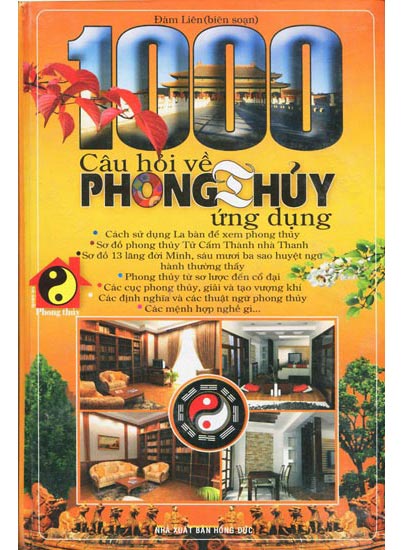 Đàm Liên (biên soạn)
1000
Câu hỏi về
PHONG THỦY
ứng dụng
Cách sử dụng La bàn để xem phong thủy
Sơ đồ phong thủy Tử Cấm Thành nhà Thanh
Sơ đồ 13 lăng đời Minh, sáu mươi ba sao huyệt ngũ
hành thường thấy
Phong thủy từ sơ lược đến cổ đại
Các cục phong thủy, giải và tạo vượng khí
Các định nghĩa và các thuật ngữ phong thủy
Các mệnh hợp nghề gì...
Phong thủy
NHÀ XUẤT BẢN HỒNG ĐỨC